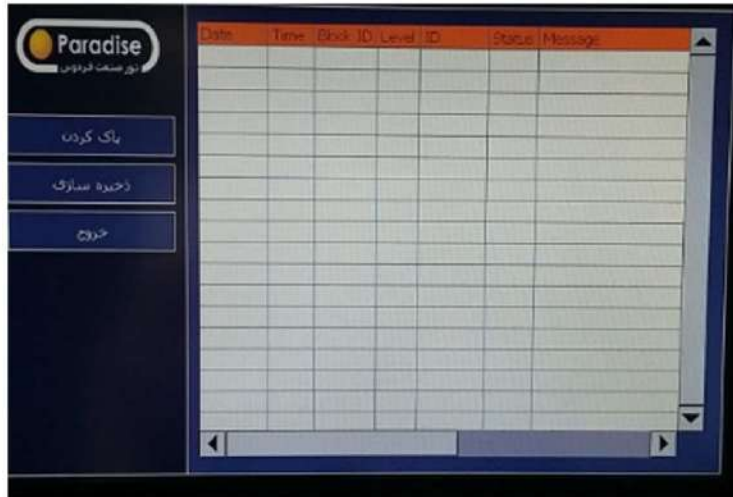 Paradise
نور صنعت فردوس
پاک کردن
ذخیره سازی
خروج
Date Time Block ID Level ID Status Message